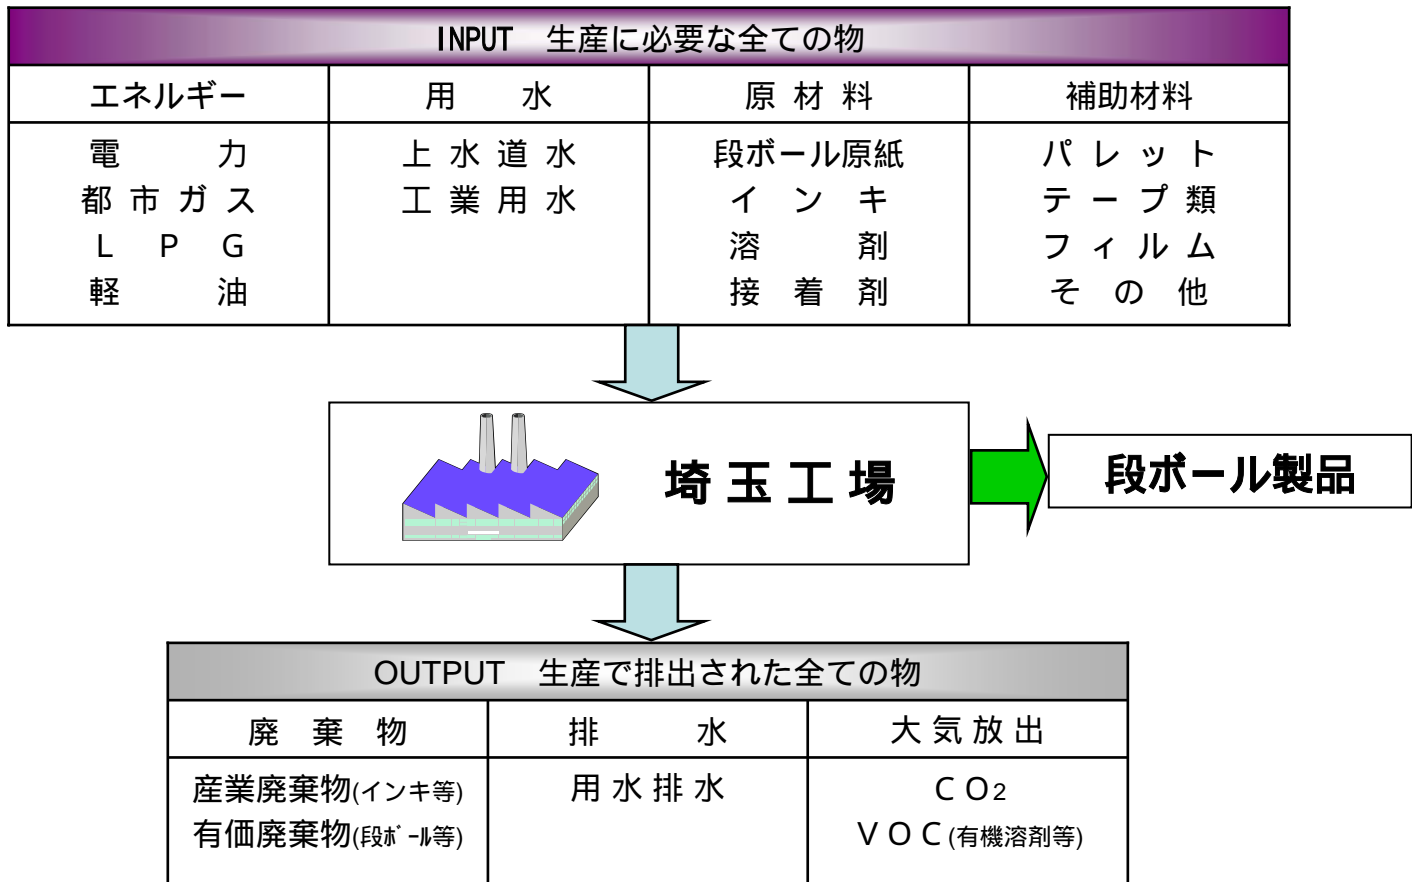 INPUT 生産に必要な全ての物
エネルギー 用 水 原 材 料 補助材料
電 力 上 水 道 水 段ボール原紙 パ レ ッ ト
都 市 ガ ス 工 業 用 水 イ ン キ テ ー プ 類
L P G 溶 剤 フ ィ ル ム
軽 油 接 着 剤 そ の 他
埼 玉 工 場
段ボール製品
OUTPUT 生産で排出された全ての物
廃 棄 物 排 水 大 気 放 出
産業廃棄物(インキ等) 用 水 排 水 C O2
有価廃棄物(段ﾎﾞｰﾙ等) V O C (有機溶剤等)